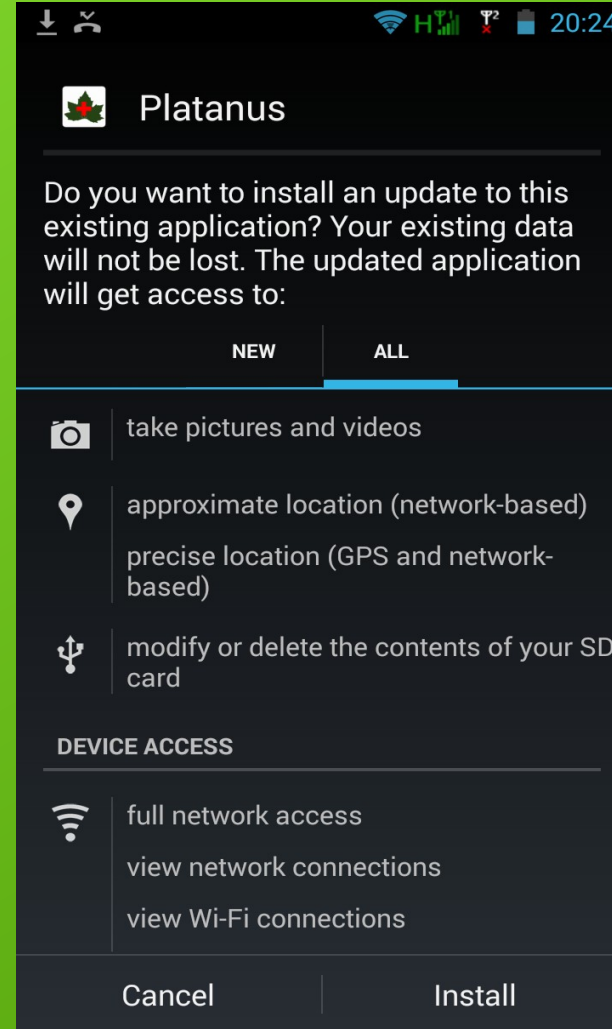 H 2 20:24
Platanus
Do you want to install an update to this
existing application? Your existing data
will not be lost. The updated application
will get access to:
NEW ALL
take pictures and videos
approximate location (network-based)
precise location (GPS and network-
based)
modify or delete the contents of your SD
card
DEVICE ACCESS
full network access
view network connections
view Wi-Fi connections
Cancel Install